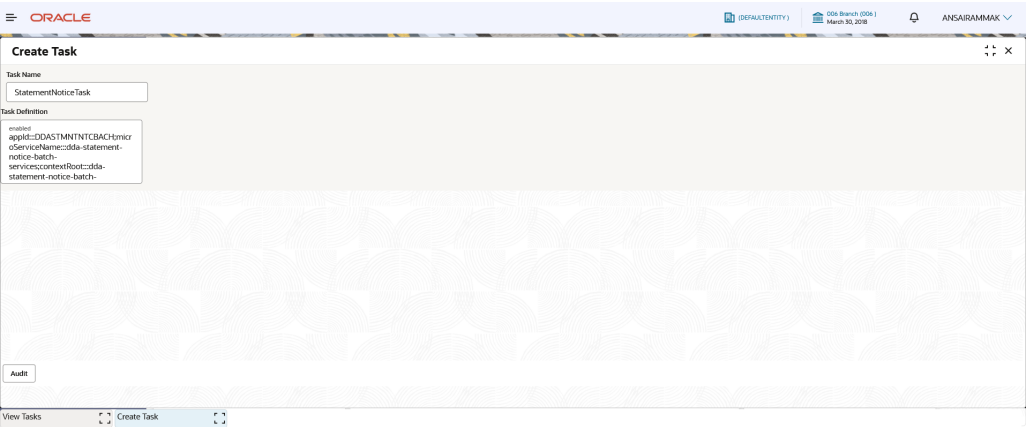 ORACLE
(DEFAULTENTITY)
006 Branch (006 )
March 30, 2018
ANSAIRAMMAK
Create Task
Task Name
StatementNoticeTask
Task Definition
enabled
appId:::DDASTMNTNTCBACH;micr
oServiceName:::dda-statement-
notice-batch-
services;contextRoot:::dda-
statement-notice-batch-
Audit
View Tasks
Create Task